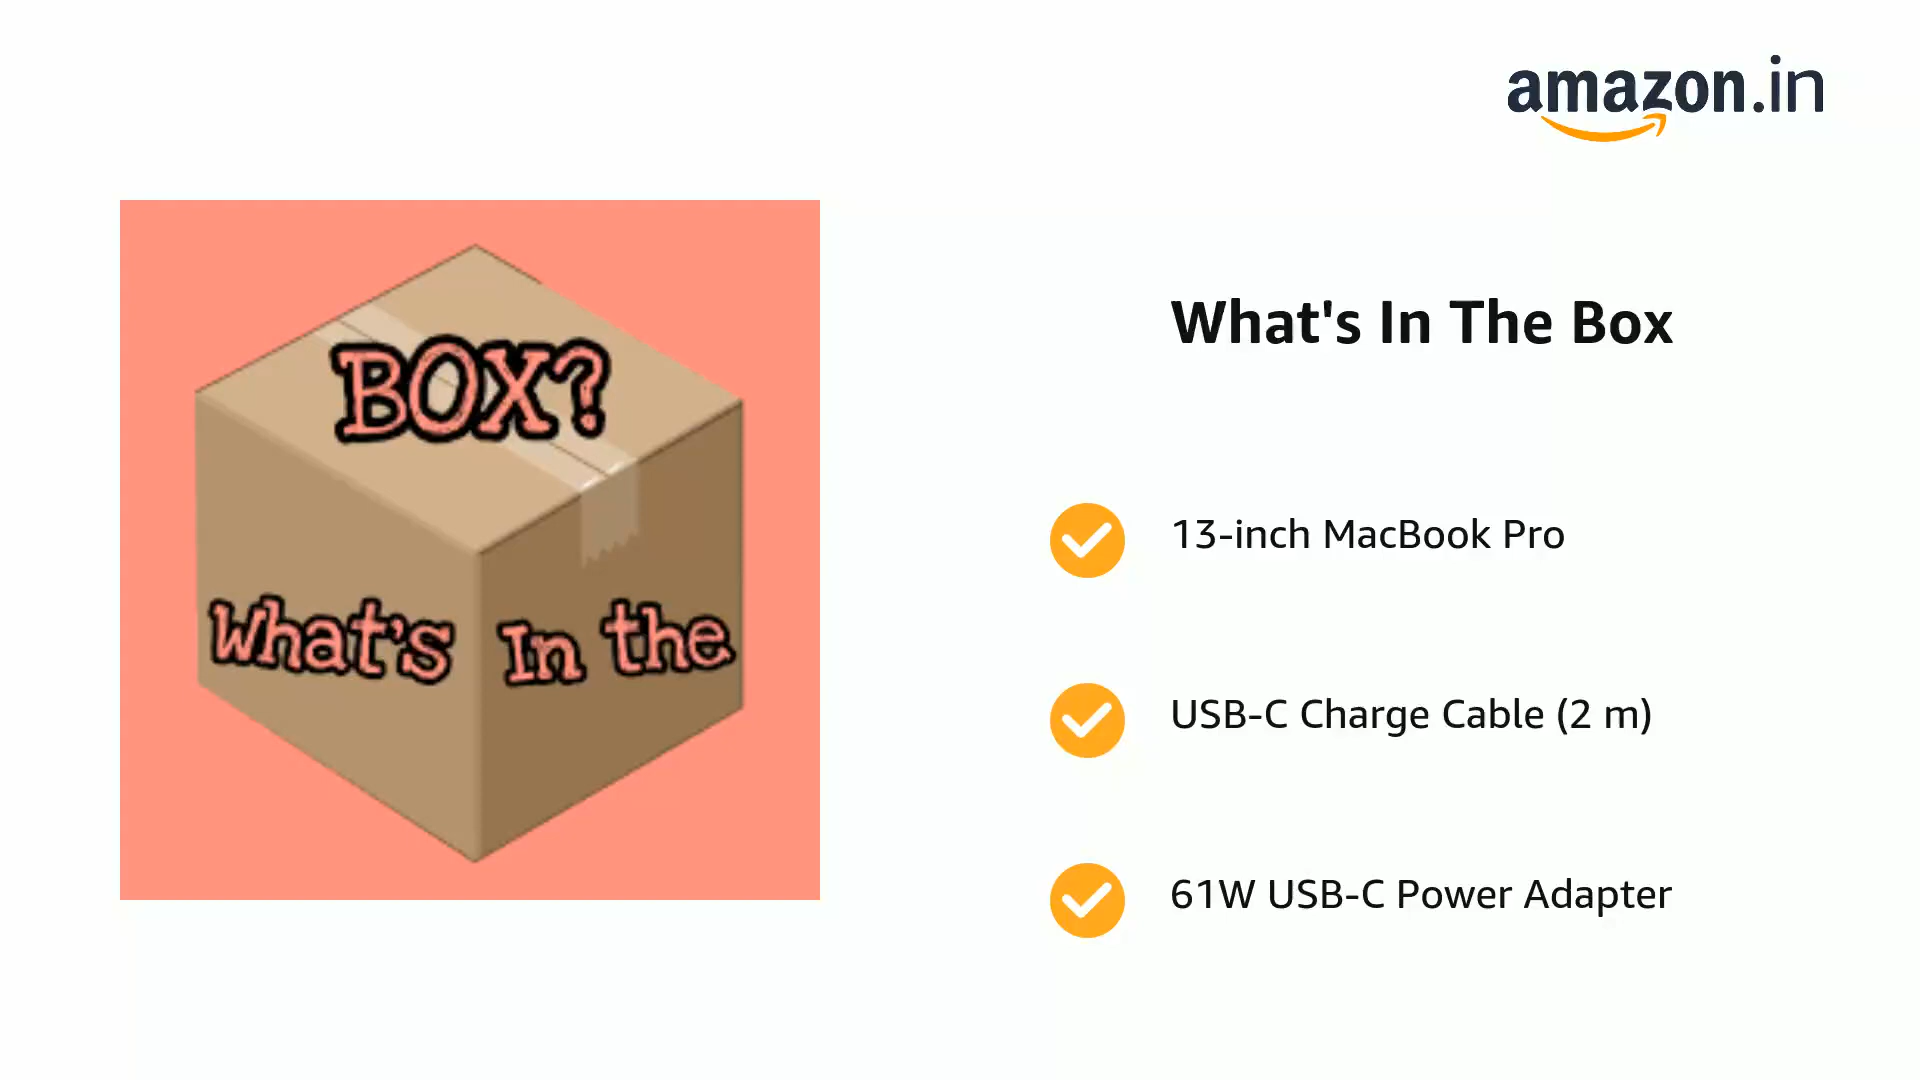 amazon.in
BOX?
What's In the
What's In The Box
13-inch MacBook Pro
USB-C Charge Cable (2 m)
61W USB-C Power Adapter